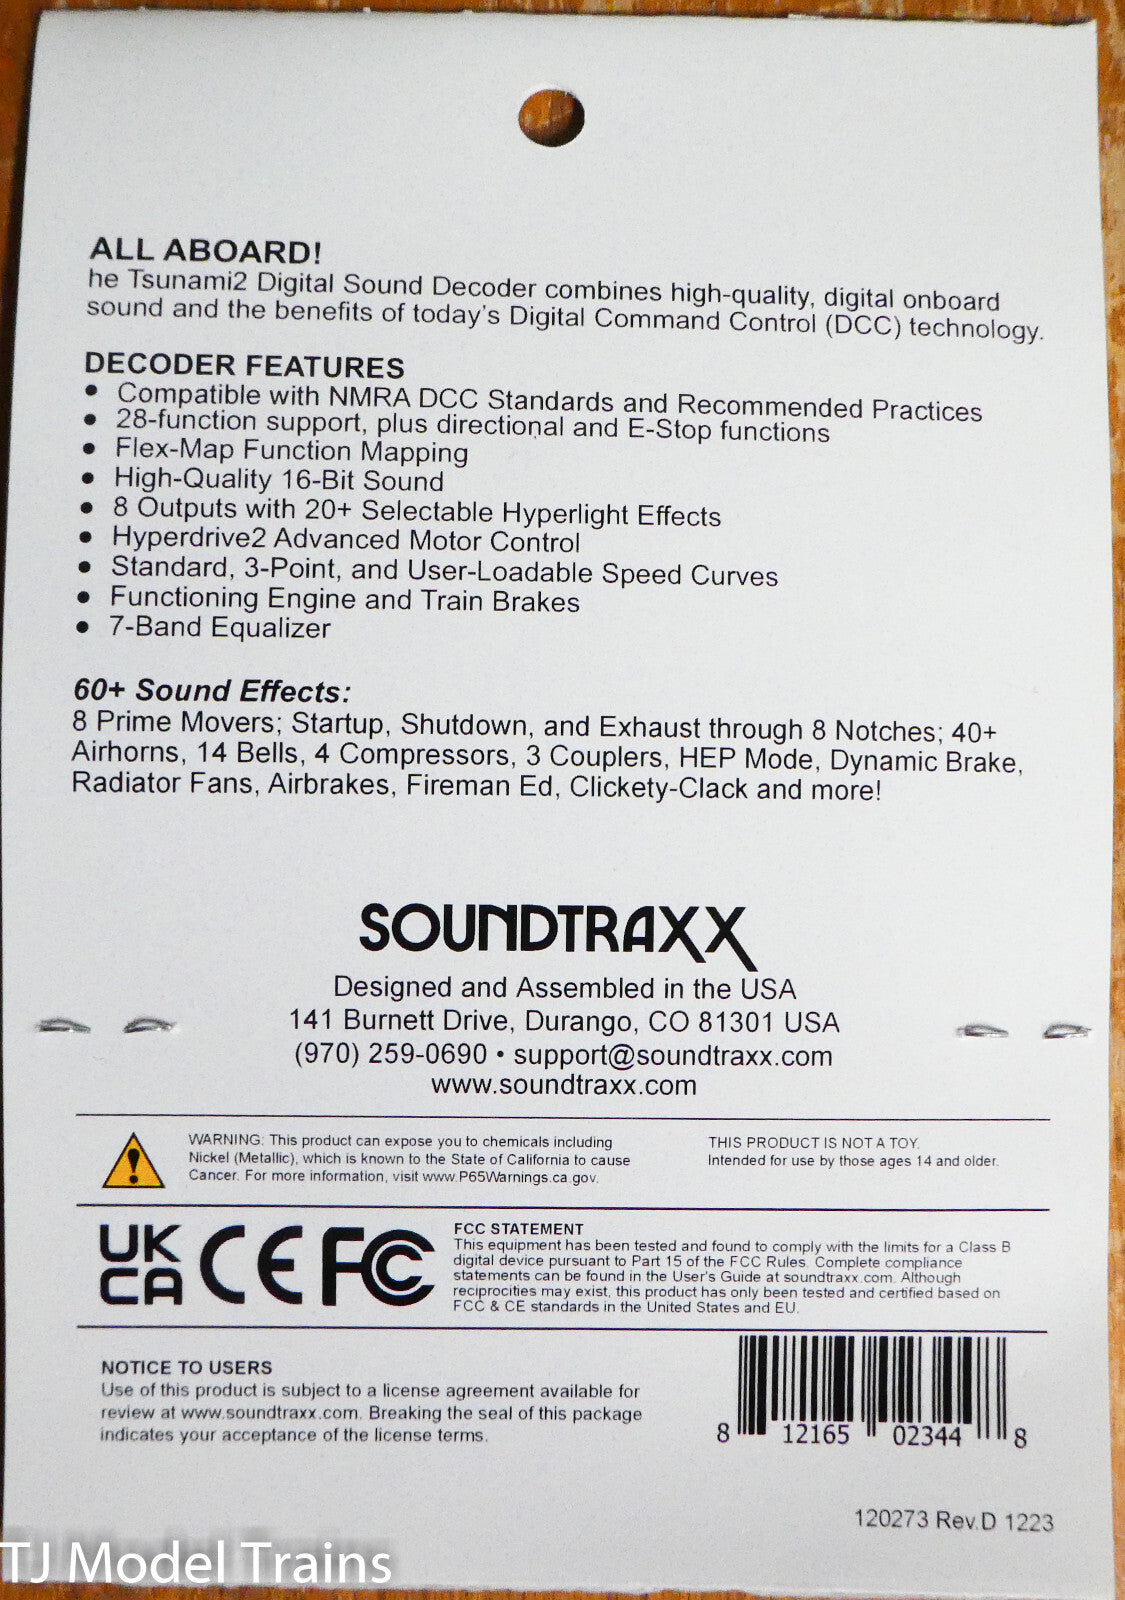 ALL ABOARD!
he Tsunami2 Digital Sound Decoder combines high-quality, digital onboard
sound and the benefits of today's Digital Command Control (DCC) technology.
DECODER FEATURES
• Compatible with NMRA DCC Standards and Recommended Practices
• 28-function support, plus directional and E-Stop functions
• Flex-Map Function Mapping
• High-Quality 16-Bit Sound
• 8 Outputs with 20+ Selectable Hyperlight Effects
• Hyperdrive2 Advanced Motor Control
• Standard, 3-Point, and User-Loadable Speed Curves
• Functioning Engine and Train Brakes
• 7-Band Equalizer
60+ Sound Effects:
8 Prime Movers; Startup, Shutdown, and Exhaust through 8 Notches; 40+
Airhorns, 14 Bells, 4 Compressors, 3 Couplers, HEP Mode, Dynamic Brake,
Radiator Fans, Airbrakes, Fireman Ed, Clickety-Clack and more!
SOUNDTRAXX
Designed and Assembled in the USA
141 Burnett Drive, Durango, CO 81301 USA
(970) 259-0690 • support@soundtraxx.com
www.soundtraxx.com
WARNING: This product can expose you to chemicals including
Nickel (Metallic), which is known to the State of California to cause
Cancer. For more information, visit www.P65Warnings.ca.gov.
THIS PRODUCT IS NOT A TOY.
Intended for use by those ages 14 and older.
UK
CA
CE FC
FCC STATEMENT
This equipment has been tested and found to comply with the limits for a Class B
digital device pursuant to Part 15 of the FCC Rules. Complete compliance
statements can be found in the User's Guide at soundtraxx.com. Although
reciprocities may exist, this product has only been tested and certified based on
FCC & CE standards in the United States and EU.
NOTICE TO USERS
Use of this product is subject to a license agreement available for
review at www.soundtraxx.com. Breaking the seal of this package
indicates your acceptance of the license terms.
8 12165 02344 8
120273 Rev.D 1223
TJ Model Trains